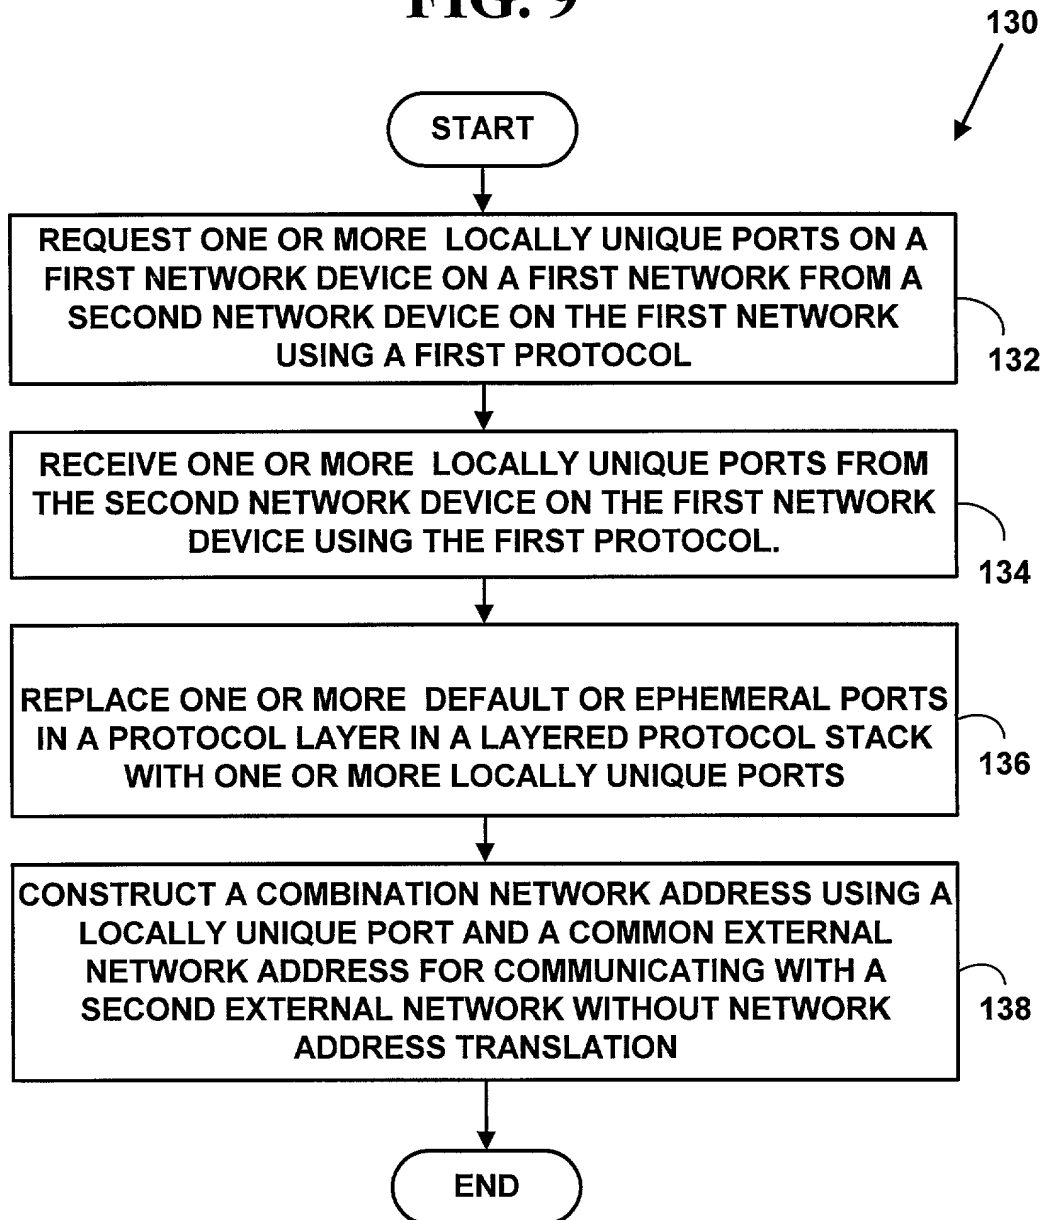 FIG. 9
130
START
REQUEST ONE OR MORE LOCALLY UNIQUE PORTS ON A
FIRST NETWORK DEVICE ON A FIRST NETWORK FROM A
SECOND NETWORK DEVICE ON THE FIRST NETWORK
USING A FIRST PROTOCOL
132
RECEIVE ONE OR MORE LOCALLY UNIQUE PORTS FROM
THE SECOND NETWORK DEVICE ON THE FIRST NETWORK
DEVICE USING THE FIRST PROTOCOL.
134
REPLACE ONE OR MORE DEFAULT OR EPHEMERAL PORTS
IN A PROTOCOL LAYER IN A LAYERED PROTOCOL STACK
WITH ONE OR MORE LOCALLY UNIQUE PORTS
136
CONSTRUCT A COMBINATION NETWORK ADDRESS USING A
LOCALLY UNIQUE PORT AND A COMMON EXTERNAL
NETWORK ADDRESS FOR COMMUNICATING WITH A
SECOND EXTERNAL NETWORK WITHOUT NETWORK
ADDRESS TRANSLATION
138
END